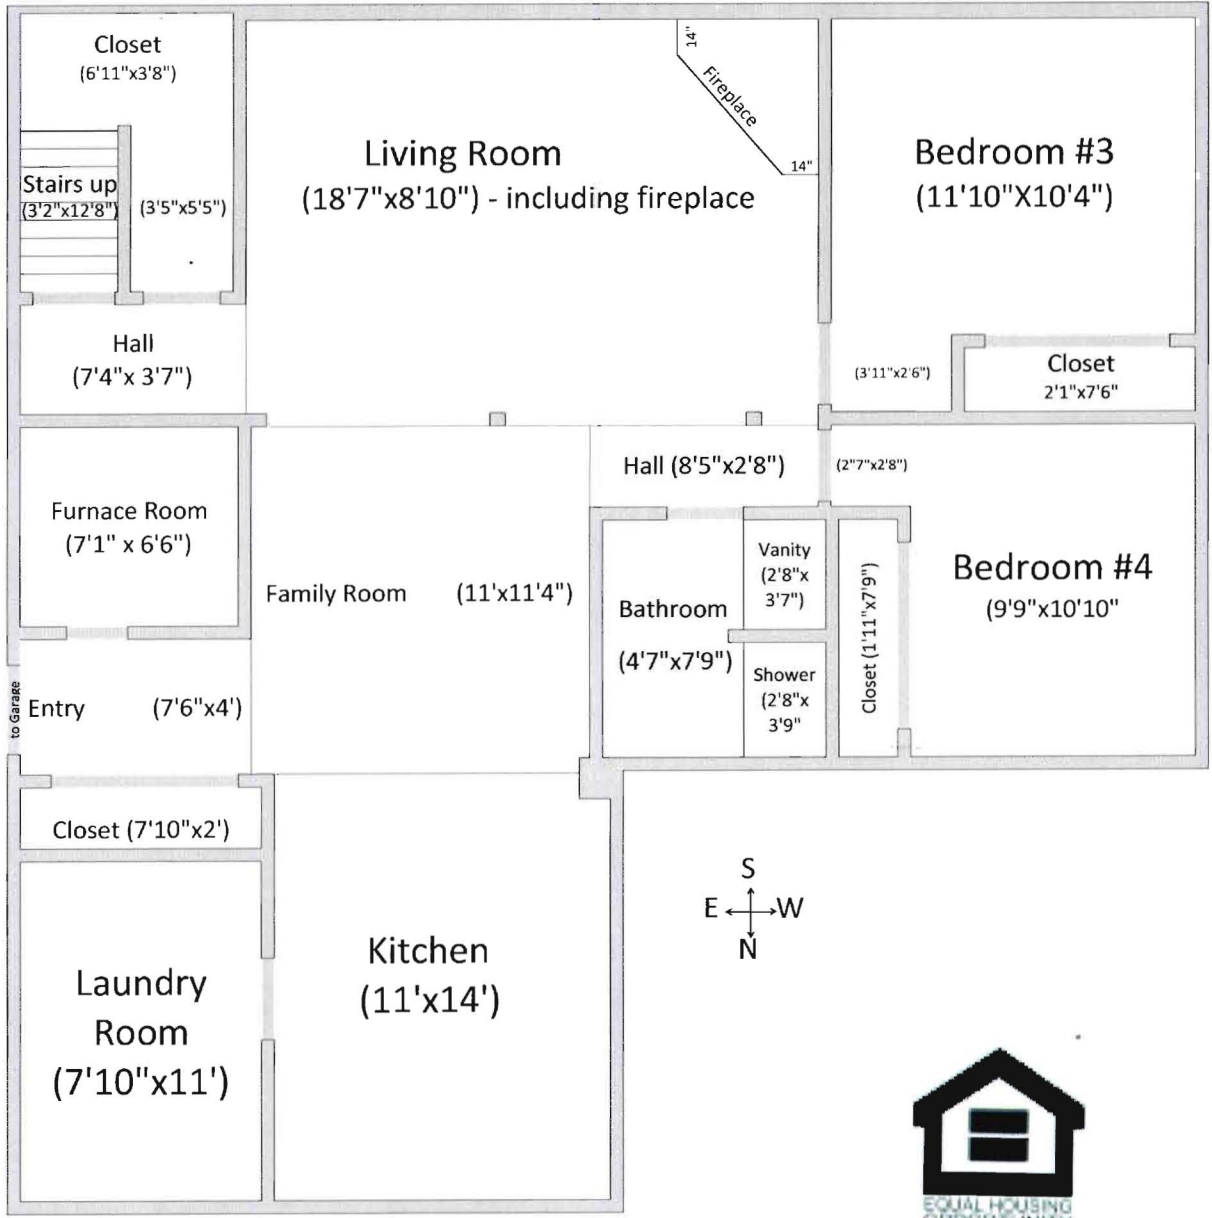 Closet
(6'11"x3'8")
14"
Fireplace
14"
Living Room
(18'7"x8'10") - including fireplace
Bedroom #3
(11'10"X10'4")
Stairs up
(3'2"x12'8")
(3'5"x5'5")
Hall
(7'4"x 3'7")
(3'11"x2'6")
Closet
2'1"x7'6"
Hall (8'5"x2'8")
(2"7"x2'8")
Furnace Room
(7'1" x 6'6")
Family Room (11'x11'4")
Bathroom
(4'7"x7'9")
Vanity
(2'8"x
3'7")
Shower
(2'8"x
3'9"
Closet (1'11"x7'9")
Bedroom #4
(9'9"x10'10"
to Garage
Entry (7'6"x4')
Closet (7'10"x2')
Laundry
Room
(7'10"x11')
Kitchen
(11'x14')
S
E W
N
EQUAL HOUSING